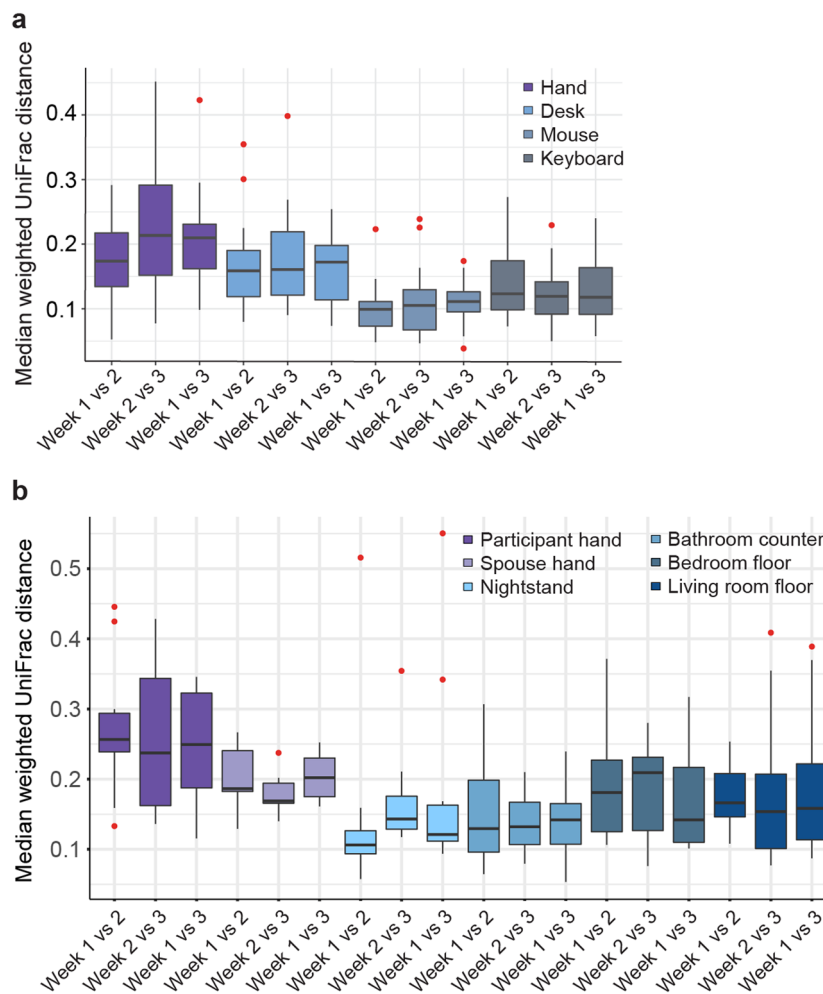 a
Median weighted UniFrac distance
0.4
0.3
0.2
0.1
Hand
Desk
Mouse
Keyboard
Week 1 vs 2
Week 2 vs 3
Week 1 vs 3
Week 1 vs 2
Week 2 vs 3
Week 1 vs 3
Week 1 vs 2
Week 2 vs 3
Week 1 vs 3
Week 1 vs 2
Week 2 vs 3
Week 1 vs 3
b
Median weighted UniFrac distance
0.5
0.4
0.3
0.2
0.1
Participant hand
Spouse hand
Nightstand
Bathroom counter
Bedroom floor
Living room floor
Week 1 vs 2
Week 2 vs 3
Week 1 vs 3
Week 1 vs 2
Week 2 vs 3
Week 1 vs 3
Week 1 vs 2
Week 2 vs 3
Week 1 vs 3
Week 1 vs 2
Week 2 vs 3
Week 1 vs 3
Week 1 vs 2
Week 2 vs 3
Week 1 vs 3
Week 1 vs 2
Week 2 vs 3
Week 1 vs 3